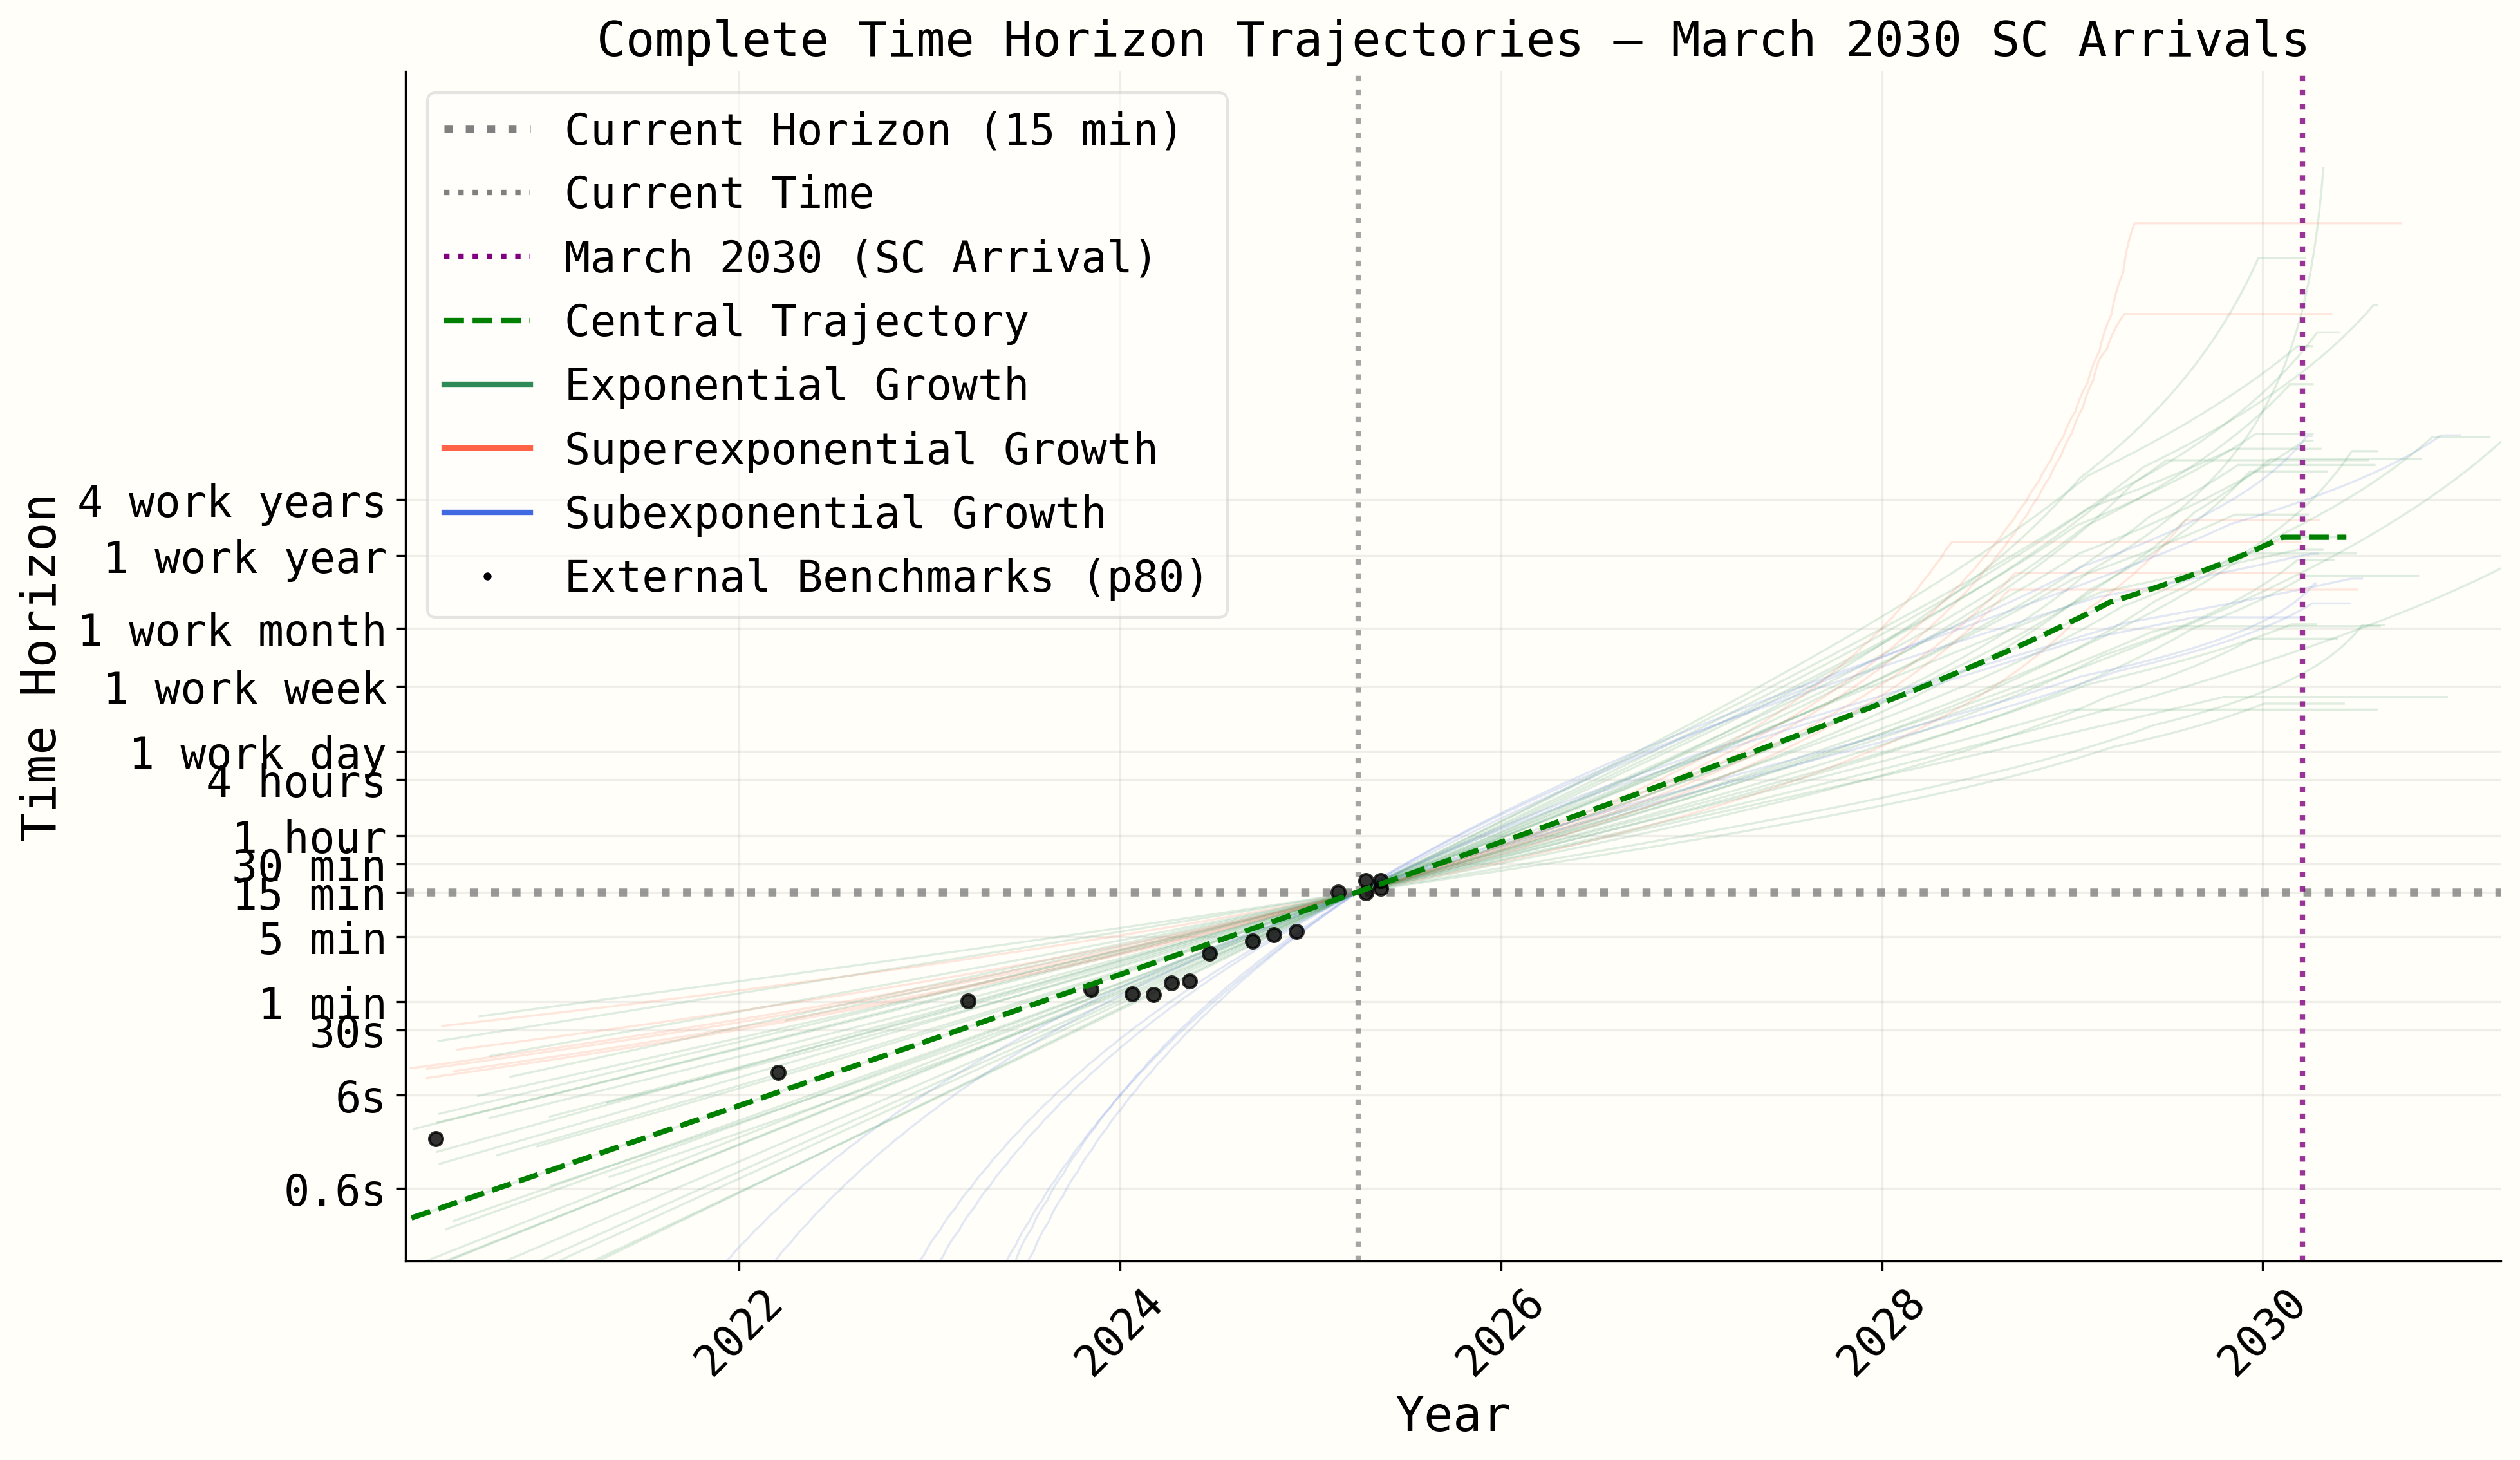 Complete Time Horizon Trajectories — March 2030 SC Arrivals
Current Horizon (15 min)
Current Time
March 2030 (SC Arrival)
Central Trajectory
Exponential Growth
Superexponential Growth
Subexponential Growth
External Benchmarks (p80)
Time Horizon
4 work years
1 work year
1 work month
1 work week
1 work day
4 hours
1 hour
30 min
15 min
5 min
1 min
30s
6s
0.6s
2022
2024
2026
2028
2030
Year